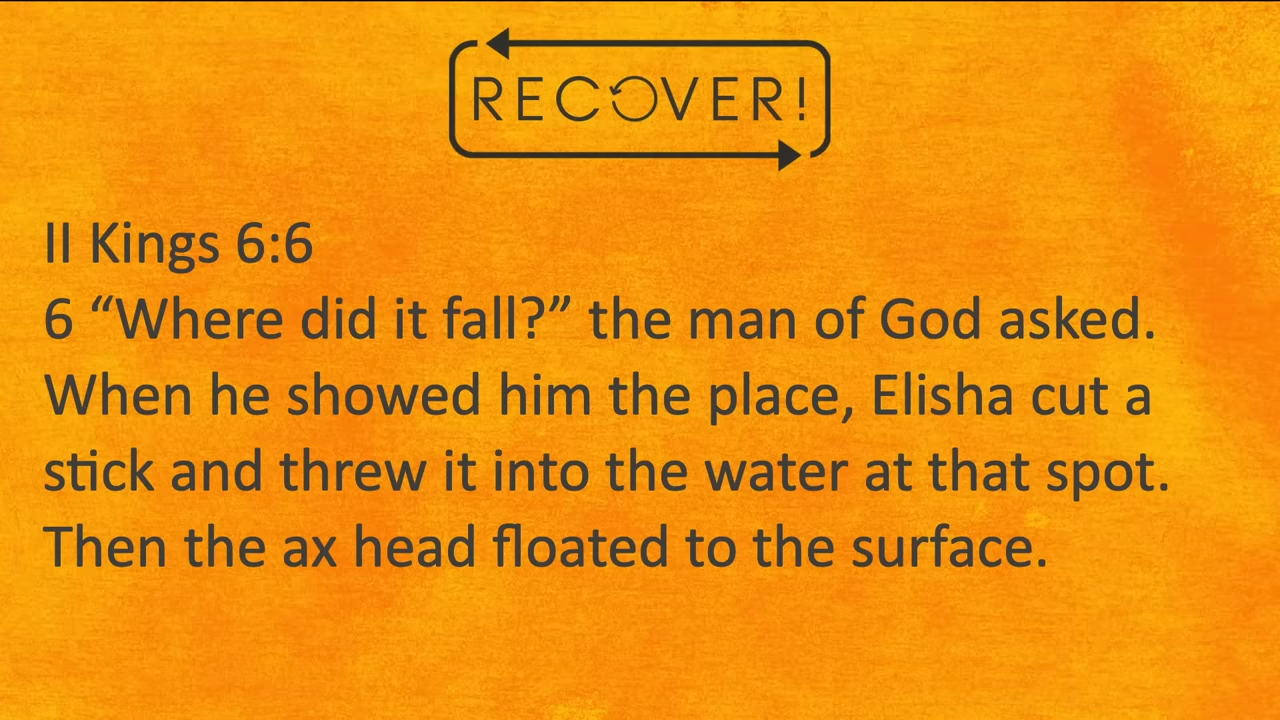 RECOVER!
II Kings 6:6
6 “Where did it fall?” the man of God asked.
When he showed him the place, Elisha cut a
stick and threw it into the water at that spot.
Then the ax head floated to the surface.